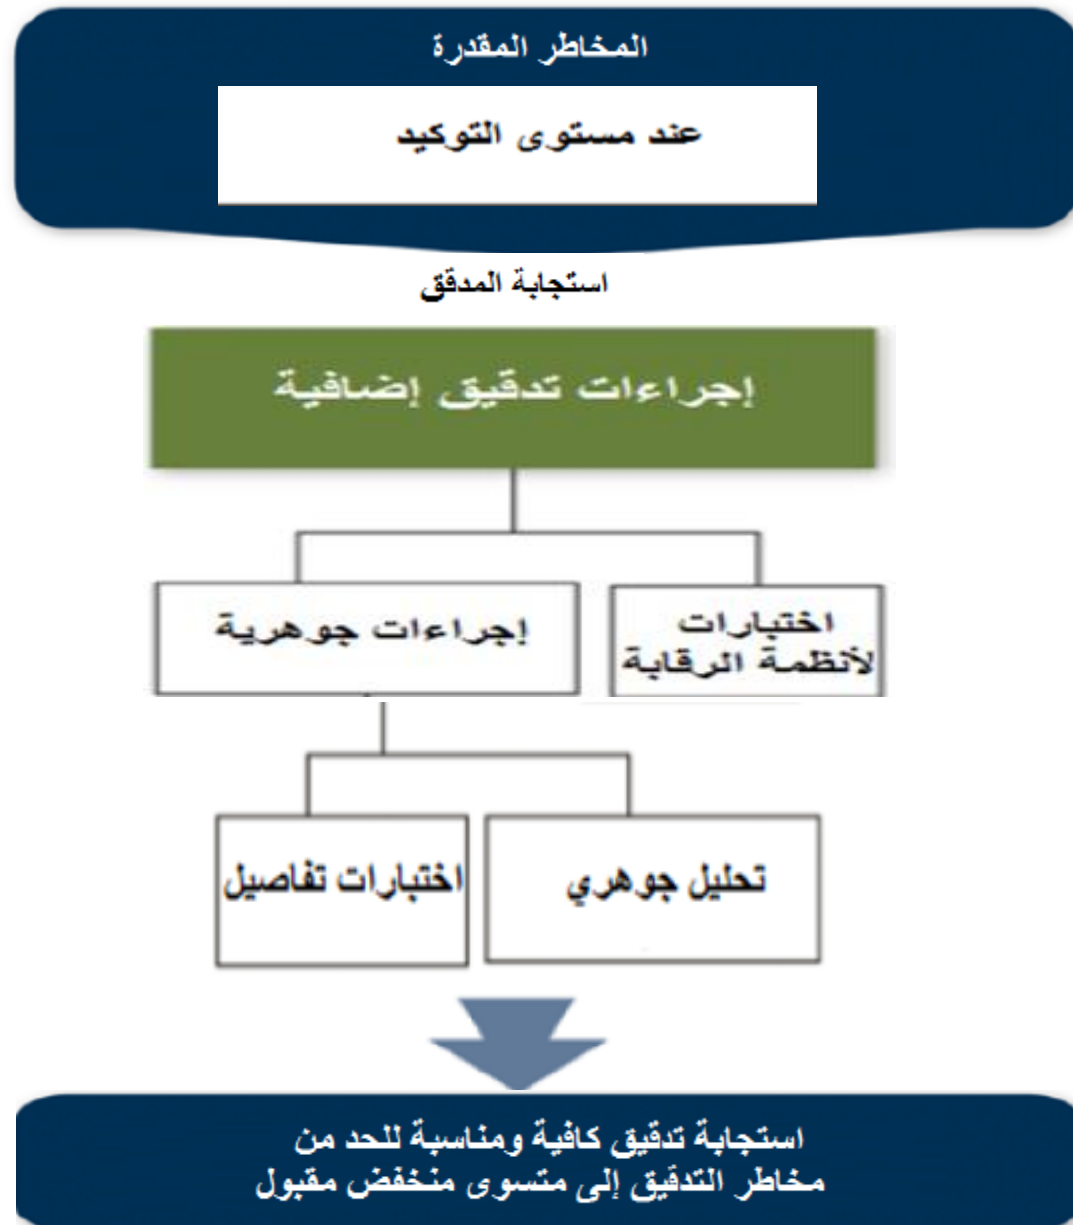 المخاطر المقدرة
عند مستوى التوكيد
استجابة المدقق
إجراءات تدقيق إضافية
اختبارات
لأنظمة الرقابة
إجراءات جوهرية
تحليل جوهري
اختبارات تفاصيل
استجابة تدقيق كافية ومناسبة للحد من
مخاطر التدقيق إلى متسوى منخفض مقبول